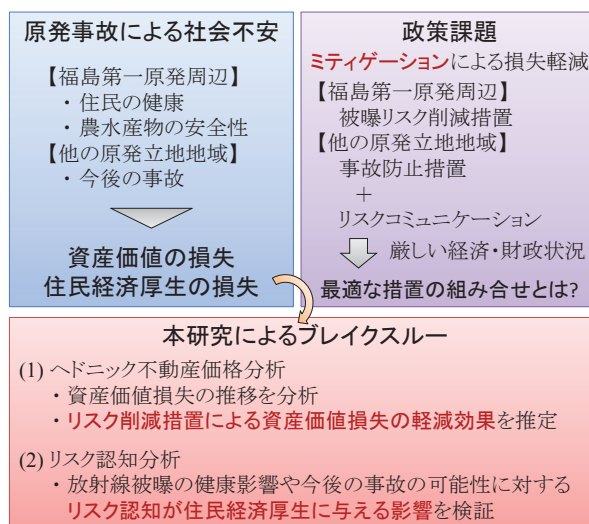 原発事故による社会不安
【福島第一原発周辺】
・住民の健康
・農水産物の安全性
【他の原発立地地域】
・今後の事故
資産価値の損失
住民経済厚生の損失
政策課題
ミティゲーションによる損失軽減
【福島第一原発周辺】
被曝リスク削減措置
【他の原発立地地域】
事故防止措置
＋
リスクコミュニケーション
厳しい経済・財政状況
最適な措置の組み合せとは?
本研究によるブレイクスルー
(1) ヘドニック不動産価格分析
・資産価値損失の推移を分析
・リスク削減措置による資産価値損失の軽減効果を推定
(2) リスク認知分析
・放射線被曝の健康影響や今後の事故の可能性に対する
リスク認知が住民経済厚生に与える影響を検証